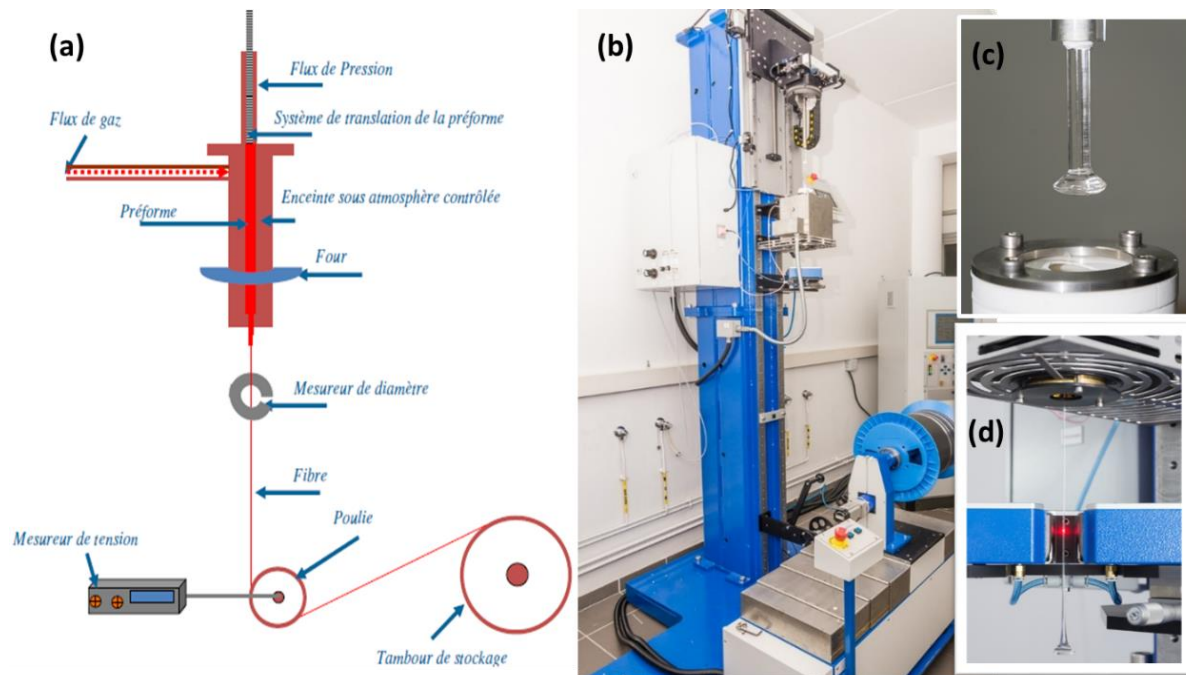 (a)
Flux de Pression
Système de translation de la préforme
Flux de gaz
Enceinte sous atmosphère contrôlée
Préforme
Four
Mesureur de diamètre
Fibre
Poulie
Mesureur de tension
Tambour de stockage
(b)
(c)
(d)